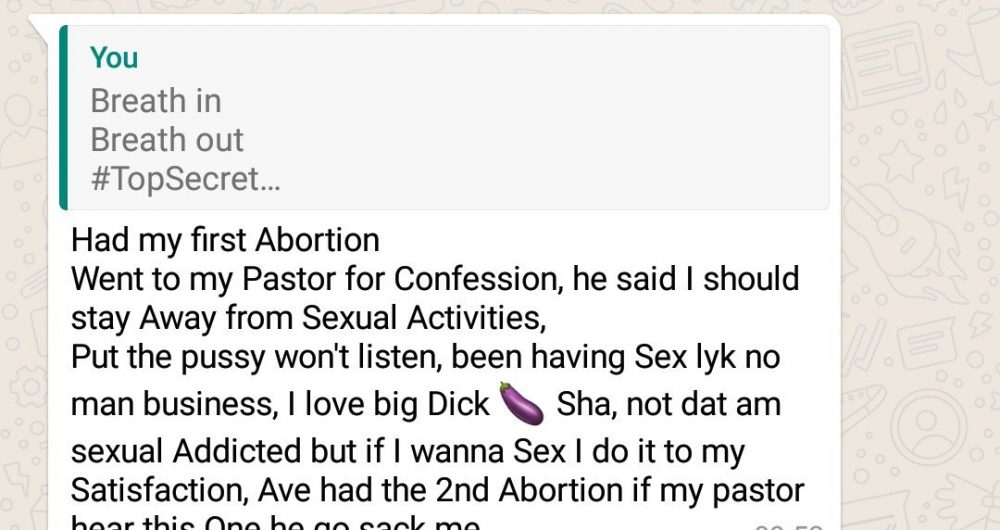 You
Breath in
Breath out
#TopSecret...
Had my first Abortion
Went to my Pastor for Confession, he said I should
stay Away from Sexual Activities,
Put the pussy won't listen, been having Sex lyk no
man business, I love big Dick 🍆 Sha, not dat am
sexual Addicted but if I wanna Sex I do it to my
Satisfaction, Ave had the 2nd Abortion if my pastor
hear this One he go sack me